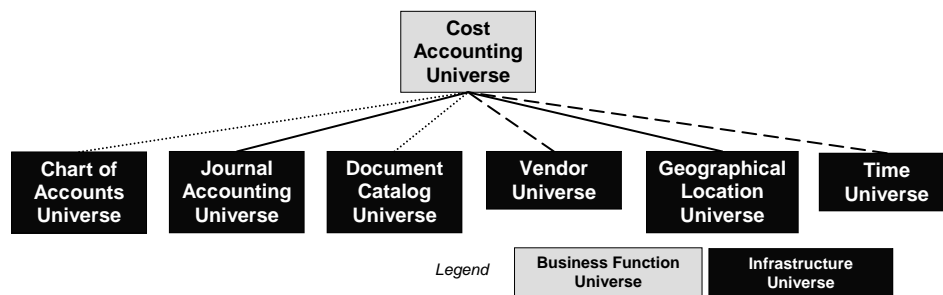 Cost
Accounting
Universe
Chart of
Accounts
Universe
Journal
Accounting
Universe
Document
Catalog
Universe
Vendor
Universe
Geographical
Location
Universe
Time
Universe
Legend
Business Function
Universe
Infrastructure
Universe